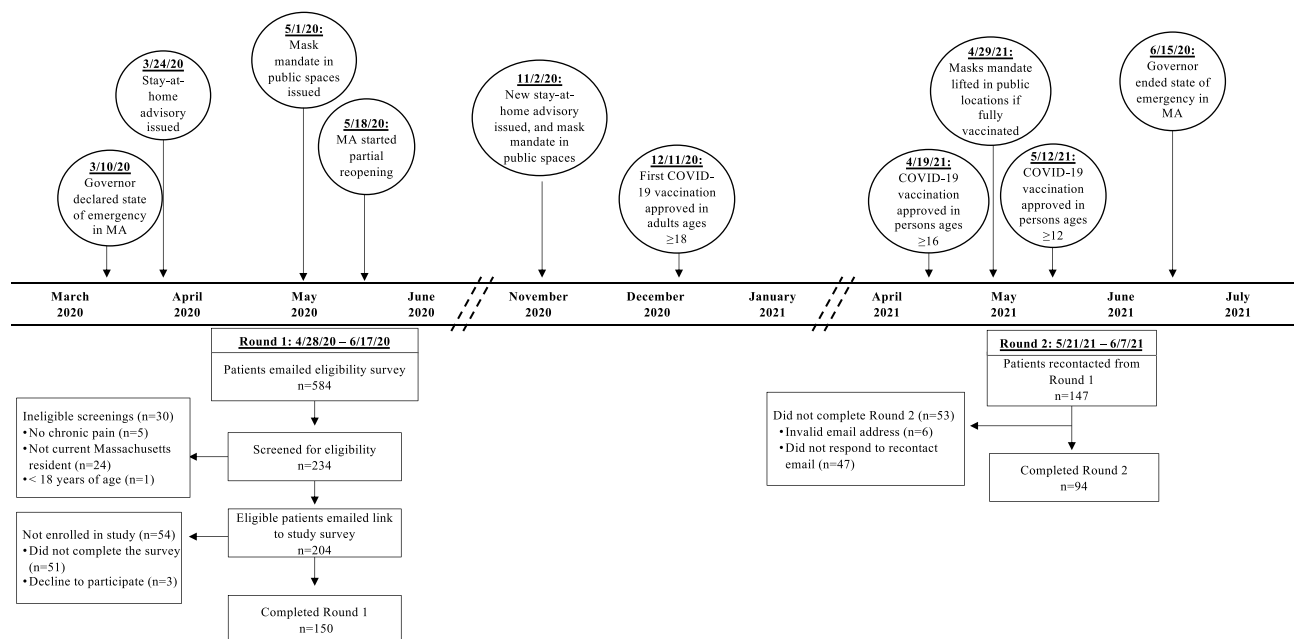 3/10/20
Governor
declared state
of emergency
in MA
3/24/20
Stay-at-
home
advisory
issued
5/1/20:
Mask
mandate in
public spaces
issued
5/18/20:
MA started
partial
reopening
11/2/20:
New stay-at-
home advisory
issued, and mask
mandate in
public spaces
12/11/20:
First COVID-
19 vaccination
approved in
adults ages
≥18
4/19/21:
COVID-19
vaccination
approved in
persons ages
≥16
4/29/21:
Masks mandate
lifted in public
locations if
fully
vaccinated
5/12/21:
COVID-19
vaccination
approved in
persons ages
≥12
6/15/20:
Governor
ended state of
emergency in
MA
March
2020
April
2020
May
2020
June
2020
November
2020
December
2020
January
2021
April
2021
May
2021
June
2021
July
2021
Round 1: 4/28/20 – 6/17/20
Patients emailed eligibility survey
n=584
Ineligible screenings (n=30)
•No chronic pain (n=5)
•Not current Massachusetts
resident (n=24)
•< 18 years of age (n=1)
Screened for eligibility
n=234
Not enrolled in study (n=54)
•Did not complete the survey
(n=51)
•Decline to participate (n=3)
Eligible patients emailed link
to study survey
n=204
Completed Round 1
n=150
Round 2: 5/21/21 – 6/7/21
Patients recontacted from
Round 1
n=147
Did not complete Round 2 (n=53)
•Invalid email address (n=6)
•Did not respond to recontact
email (n=47)
Completed Round 2
n=94